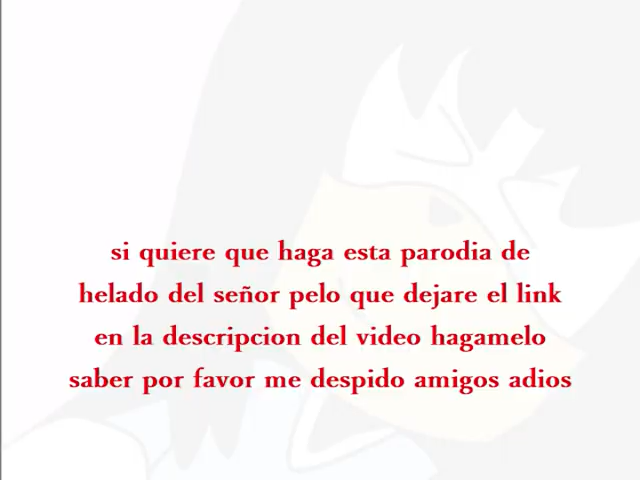 si quiere que haga esta parodia de
helado del señor pelo que dejare el link
en la descripcion del video hagamelo
saber por favor me despido amigos adios